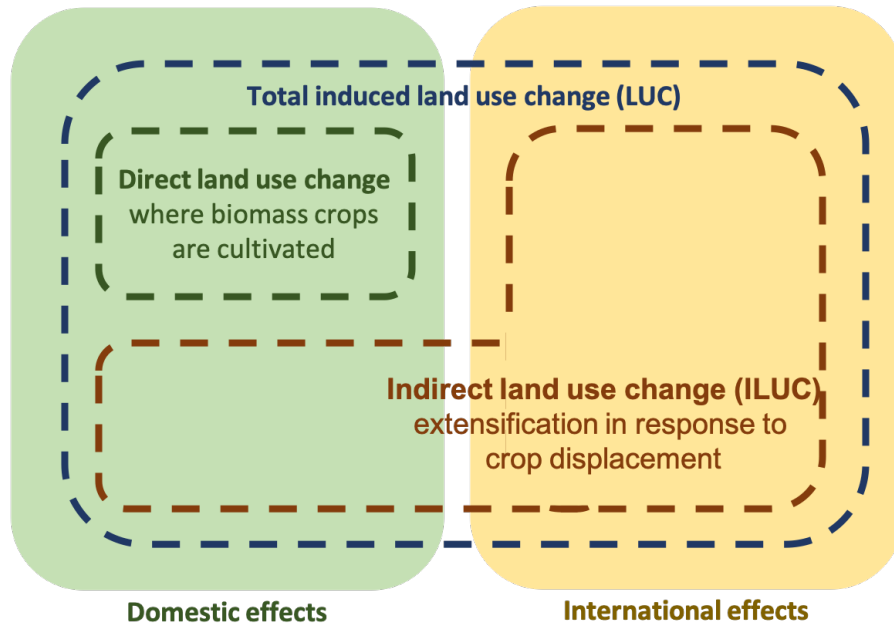 Total induced land use change (LUC)
Direct land use change
where biomass crops
are cultivated
Indirect land use change (ILUC)
extensification in response to
crop displacement
Domestic effects
International effects